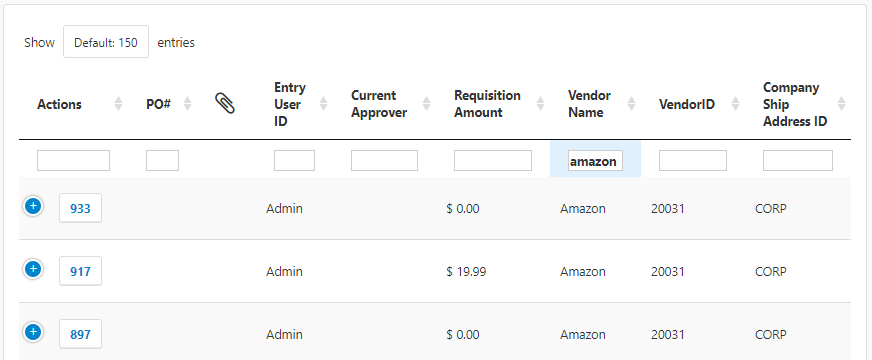 Show Default: 150 entries
Actions PO# Entry User ID Current Approver Requisition Amount Vendor Name VendorID Company Ship Address ID
amazon
933 Admin $ 0.00 Amazon 20031 CORP
917 Admin $ 19.99 Amazon 20031 CORP
897 Admin $ 0.00 Amazon 20031 CORP